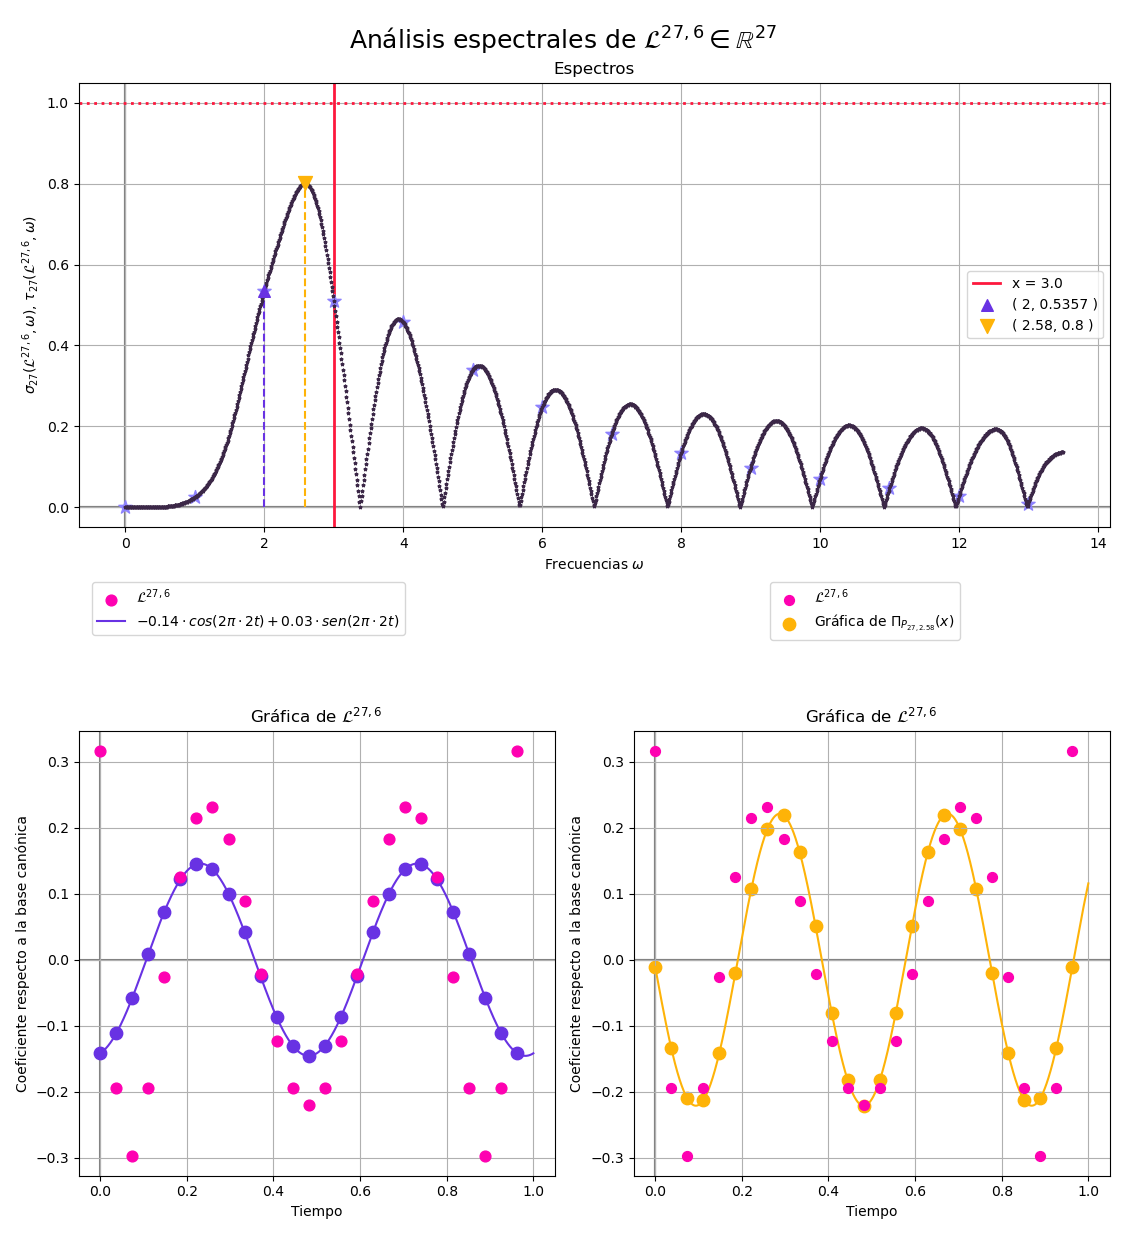 Análisis espectrales de ℒ^{27,6} ∈ ℝ^{27}
Espectros
σ_{27}(ℒ^{27,6}, ω), τ_{27}(ℒ^{27,6}, ω)
1.0
0.8
0.6
0.4
0.2
0.0
x = 3.0
( 2, 0.5357 )
( 2.58, 0.8 )
0 2 4 6 8 10 12 14
Frecuencias ω
ℒ^{27,6}
−0.14 · cos(2π · 2t) + 0.03 · sen(2π · 2t)
ℒ^{27,6}
Gráfica de Π_{P_{27,2.58}}(x)
Gráfica de ℒ^{27,6}
Coeficiente respecto a la base canónica
0.3
0.2
0.1
0.0
−0.1
−0.2
−0.3
0.0 0.2 0.4 0.6 0.8 1.0
Tiempo
Gráfica de ℒ^{27,6}
Coeficiente respecto a la base canónica
0.3
0.2
0.1
0.0
−0.1
−0.2
−0.3
0.0 0.2 0.4 0.6 0.8 1.0
Tiempo